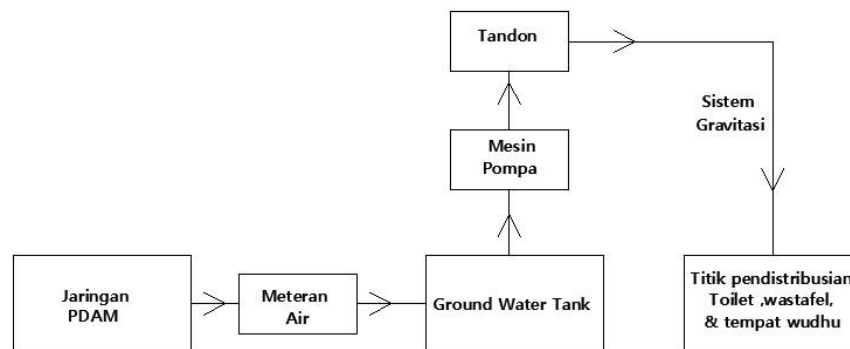 Tandon
Sistem
Gravitasi
Mesin
Pompa
Jaringan
PDAM
Meteran
Air
Ground Water Tank
Titik pendistribusian
Toilet ,wastafel,
& tempat wudhu